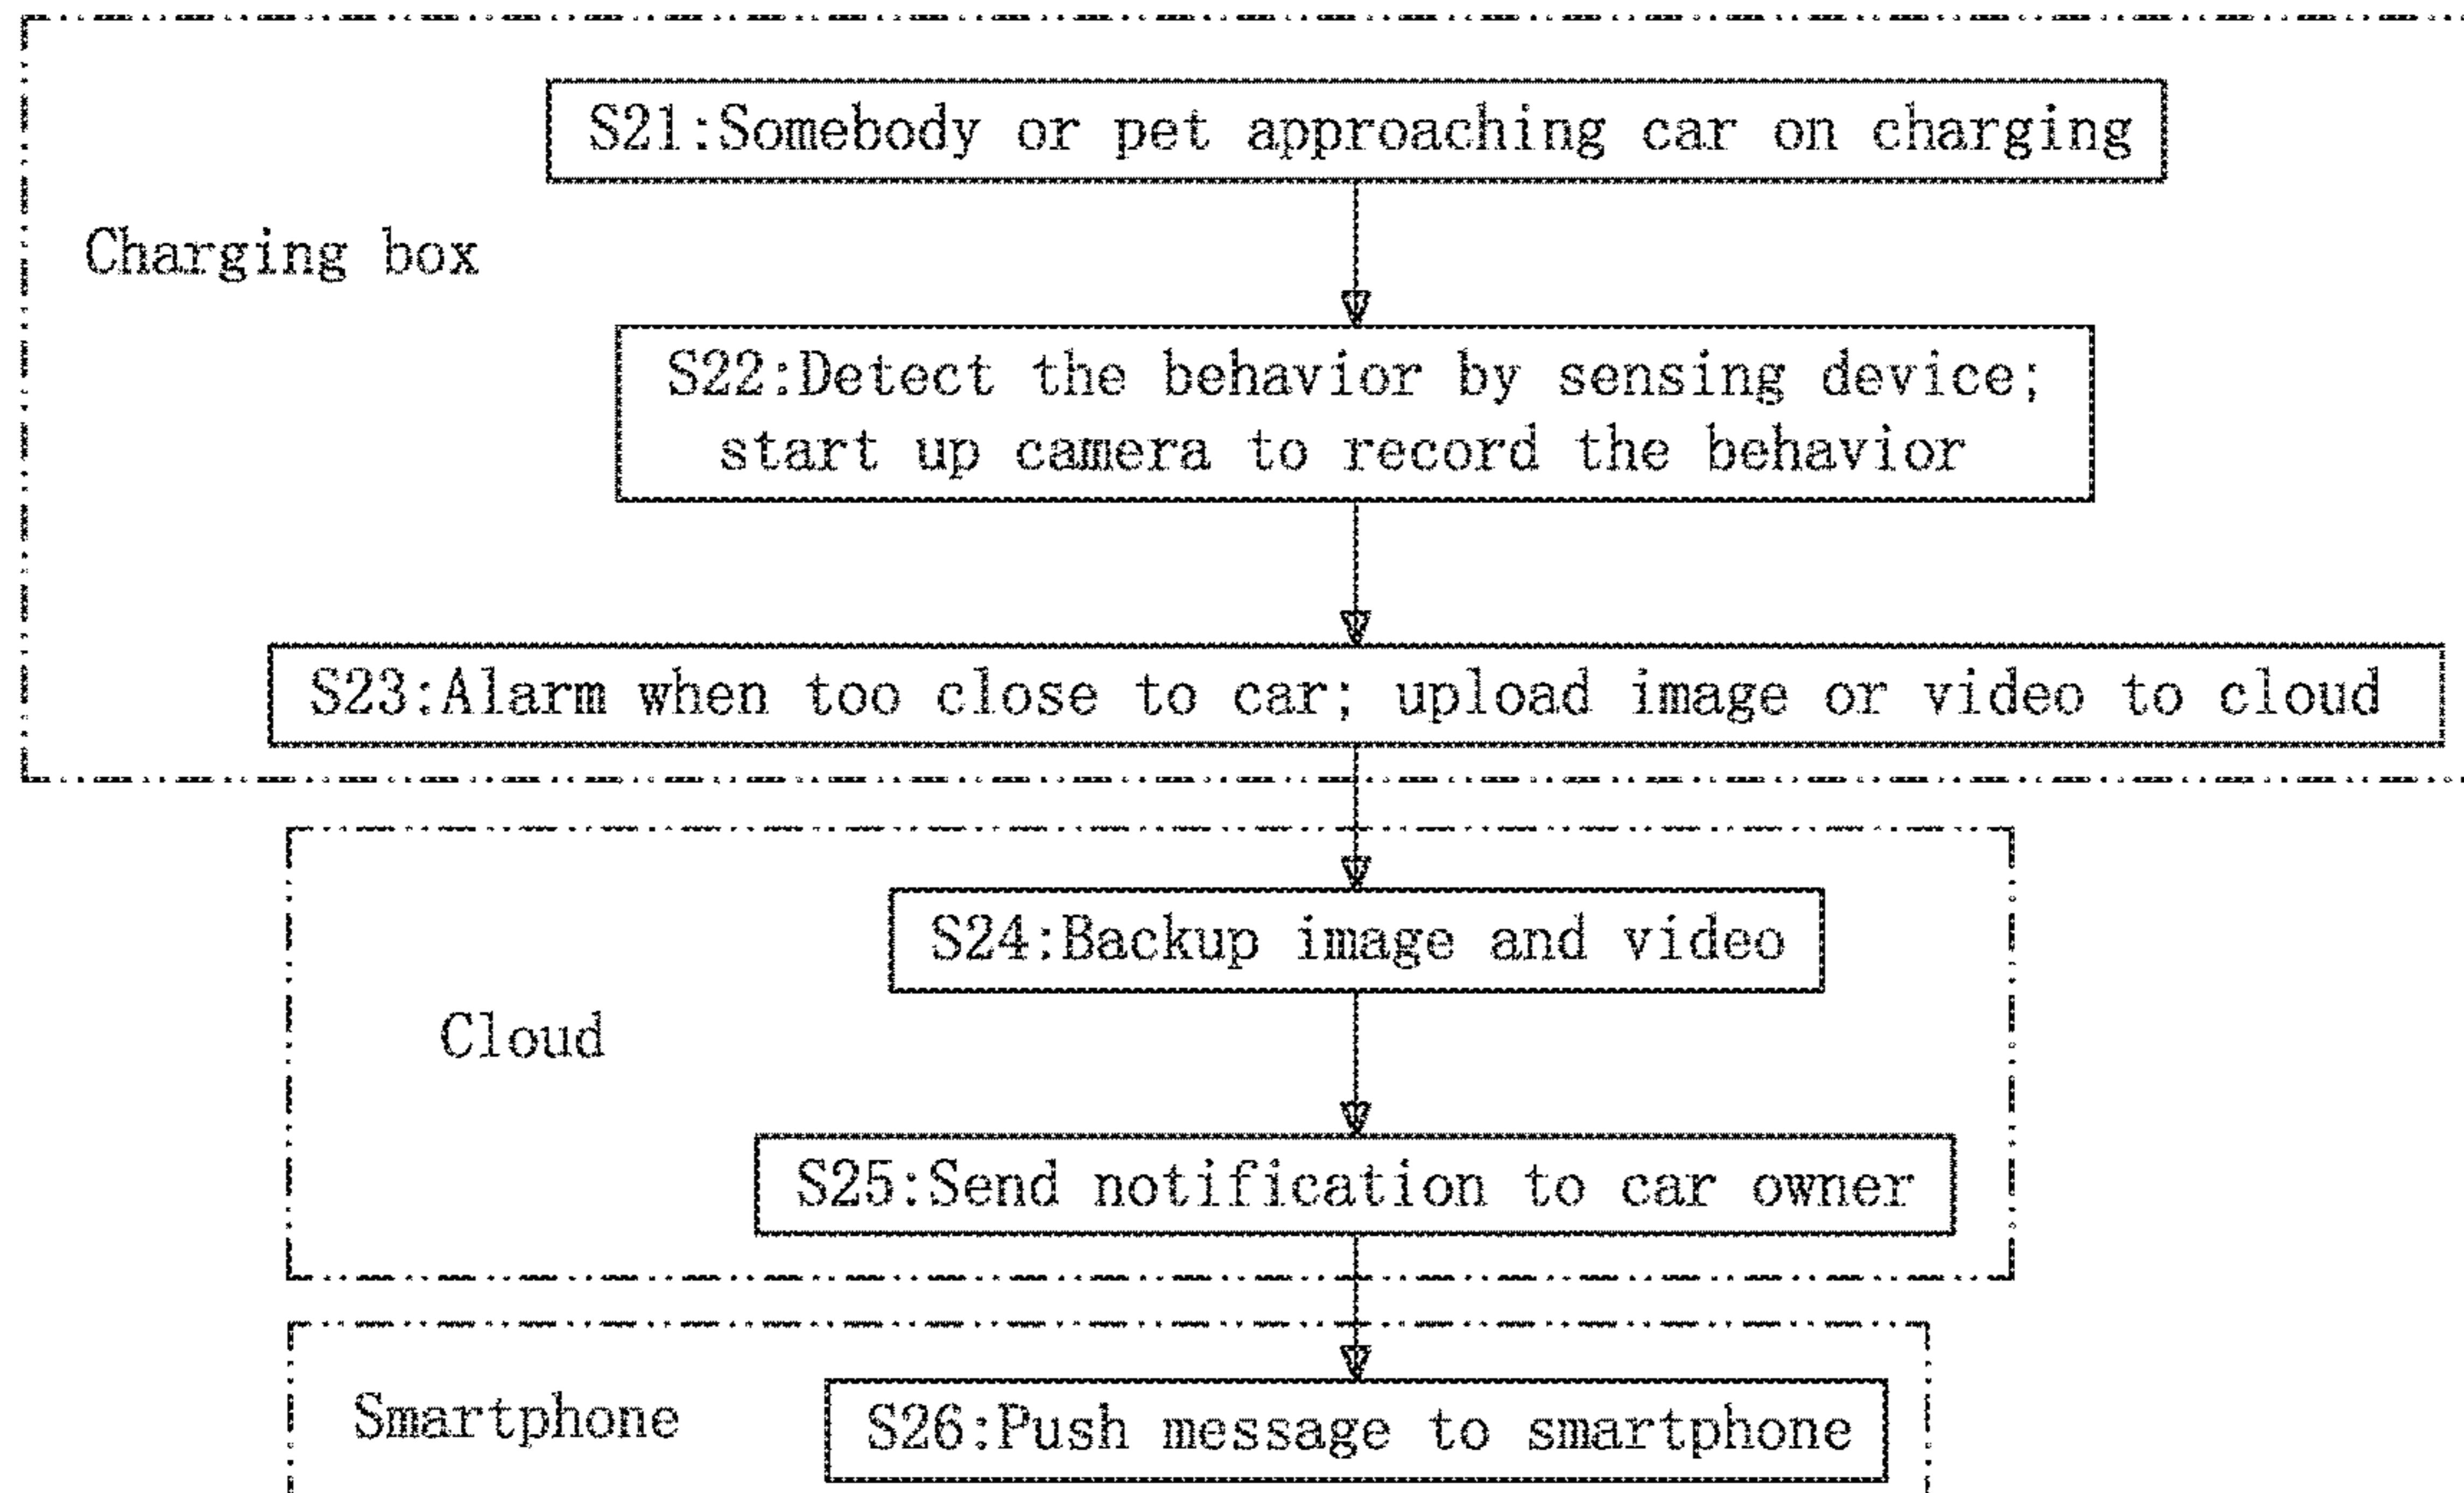 S21:Somebody or pet approaching car on charging
Charging box
S22:Detect the behavior by sensing device;
start up camera to record the behavior
S23:Alarm when too close to car; upload image or video to cloud
S24:Backup image and video
Cloud
S25:Send notification to car owner
Smartphone
S26:Push message to smartphone